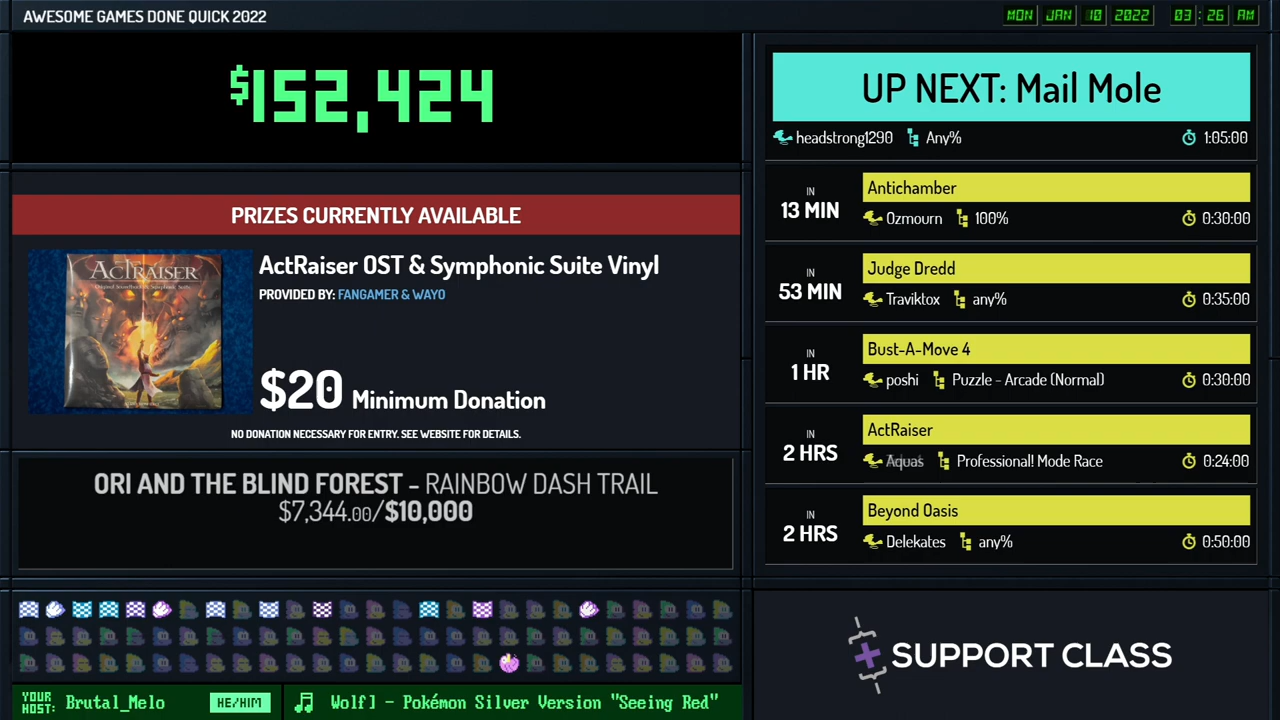 AWESOME GAMES DONE QUICK 2022
MON JAN 10 2022 03:26 AM
$152,424
PRIZES CURRENTLY AVAILABLE
ACTRAISER
Original Soundtrack & Symphonic Suite
ActRaiser OST & Symphonic Suite Vinyl
PROVIDED BY: FANGAMER & WAYO
$20 Minimum Donation
NO DONATION NECESSARY FOR ENTRY. SEE WEBSITE FOR DETAILS.
ORI AND THE BLIND FOREST - RAINBOW DASH TRAIL
$7,344.00/$10,000
YOUR HOST: Brutal_Melo HE/HIM
Wolf] - Pokémon Silver Version "Seeing Red"
UP NEXT: Mail Mole
headstrong1290 Any% 1:05:00
IN 13 MIN
Antichamber
Ozmourn 100% 0:30:00
IN 53 MIN
Judge Dredd
Traviktox any% 0:35:00
IN 1 HR
Bust-A-Move 4
poshi Puzzle - Arcade (Normal) 0:30:00
IN 2 HRS
ActRaiser
Aquas Professional! Mode Race 0:24:00
IN 2 HRS
Beyond Oasis
Delekates any% 0:50:00
SUPPORT CLASS